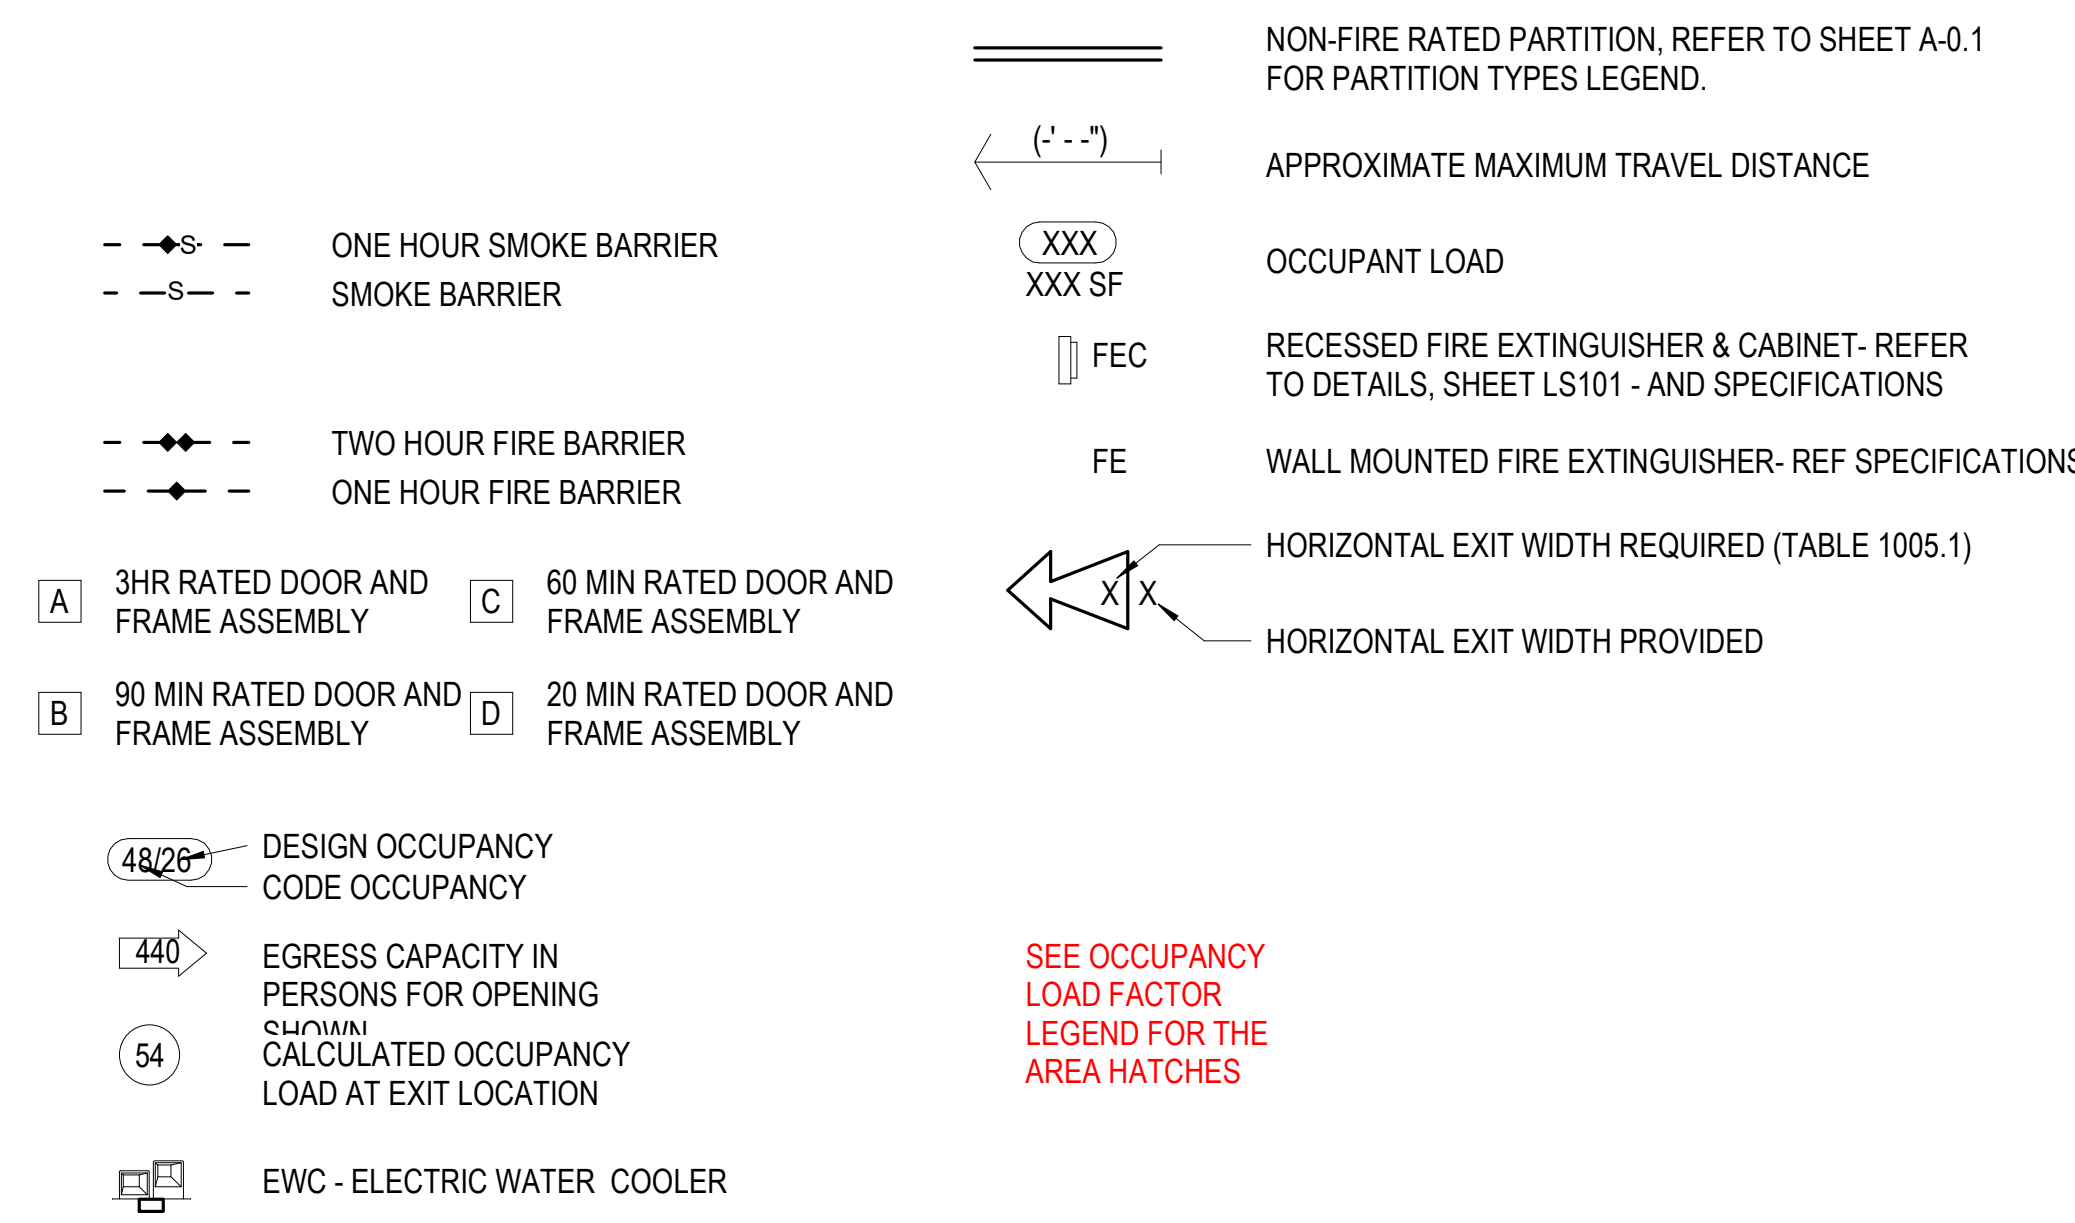 NON-FIRE RATED PARTITION, REFER TO SHEET A-0.1
FOR PARTITION TYPES LEGEND.
(-' - -")
APPROXIMATE MAXIMUM TRAVEL DISTANCE
S
ONE HOUR SMOKE BARRIER
S
SMOKE BARRIER
XXX
XXX SF
OCCUPANT LOAD
FEC
RECESSED FIRE EXTINGUISHER & CABINET- REFER
TO DETAILS, SHEET LS101 - AND SPECIFICATIONS
TWO HOUR FIRE BARRIER
ONE HOUR FIRE BARRIER
FE
WALL MOUNTED FIRE EXTINGUISHER- REF SPECIFICATIONS
A
3HR RATED DOOR AND
FRAME ASSEMBLY
C
60 MIN RATED DOOR AND
FRAME ASSEMBLY
B
90 MIN RATED DOOR AND
FRAME ASSEMBLY
D
20 MIN RATED DOOR AND
FRAME ASSEMBLY
X X
HORIZONTAL EXIT WIDTH REQUIRED (TABLE 1005.1)
HORIZONTAL EXIT WIDTH PROVIDED
48/26
DESIGN OCCUPANCY
CODE OCCUPANCY
440
EGRESS CAPACITY IN
PERSONS FOR OPENING
SHOWN
54
CALCULATED OCCUPANCY
LOAD AT EXIT LOCATION
EWC - ELECTRIC WATER COOLER
SEE OCCUPANCY
LOAD FACTOR
LEGEND FOR THE
AREA HATCHES